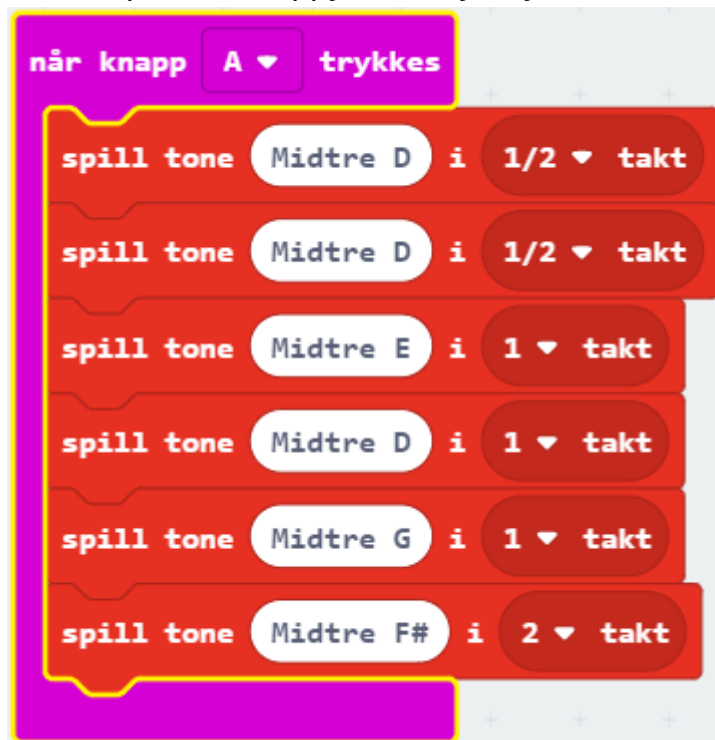 når knapp A trykkes
spill tone Midtre D i 1/2 takt
spill tone Midtre D i 1/2 takt
spill tone Midtre E i 1 takt
spill tone Midtre D i 1 takt
spill tone Midtre G i 1 takt
spill tone Midtre F# i 2 takt